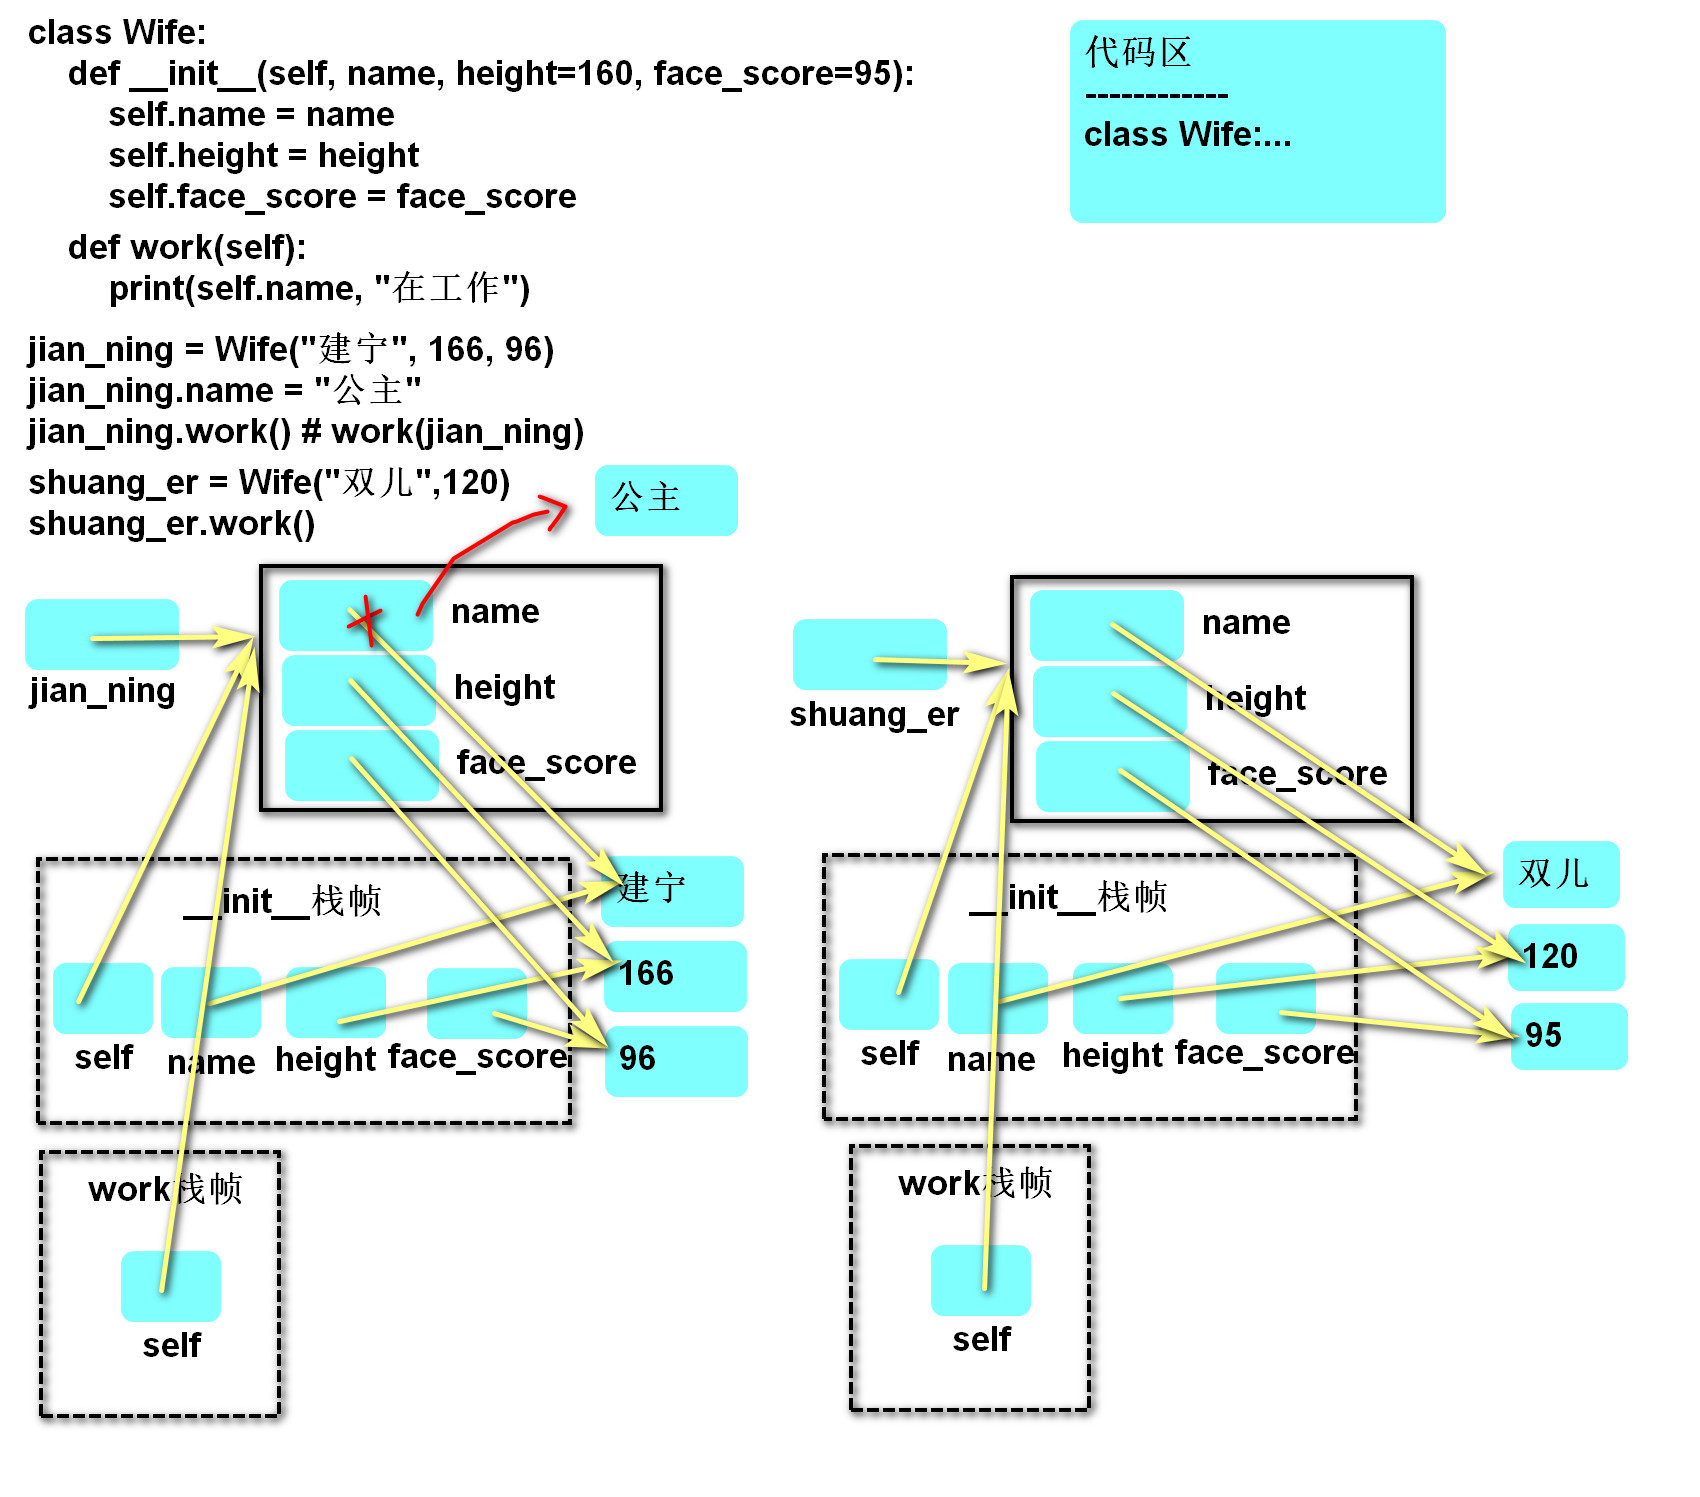 class Wife:
    def __init__(self, name, height=160, face_score=95):
        self.name = name
        self.height = height
        self.face_score = face_score
    def work(self):
        print(self.name, "在工作")
jian_ning = Wife("建宁", 166, 96)
jian_ning.name = "公主"
jian_ning.work() # work(jian_ning)
shuang_er = Wife("双儿",120)
shuang_er.work()
代码区
------------
class Wife:...
公主
jian_ning
name
height
face_score
__init__栈帧
self
name
height
face_score
建宁
166
96
work栈帧
self
shuang_er
name
height
face_score
__init__栈帧
self
name
height
face_score
双儿
120
95
work栈帧
self